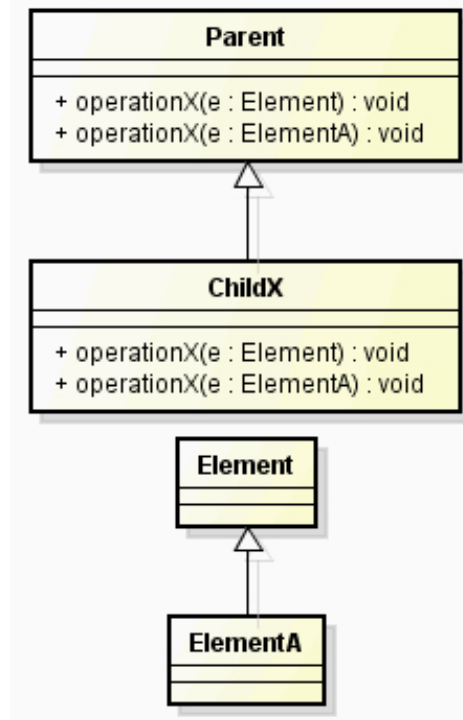 Parent
+ operationX(e : Element) : void
+ operationX(e : ElementA) : void
ChildX
+ operationX(e : Element) : void
+ operationX(e : ElementA) : void
Element
ElementA